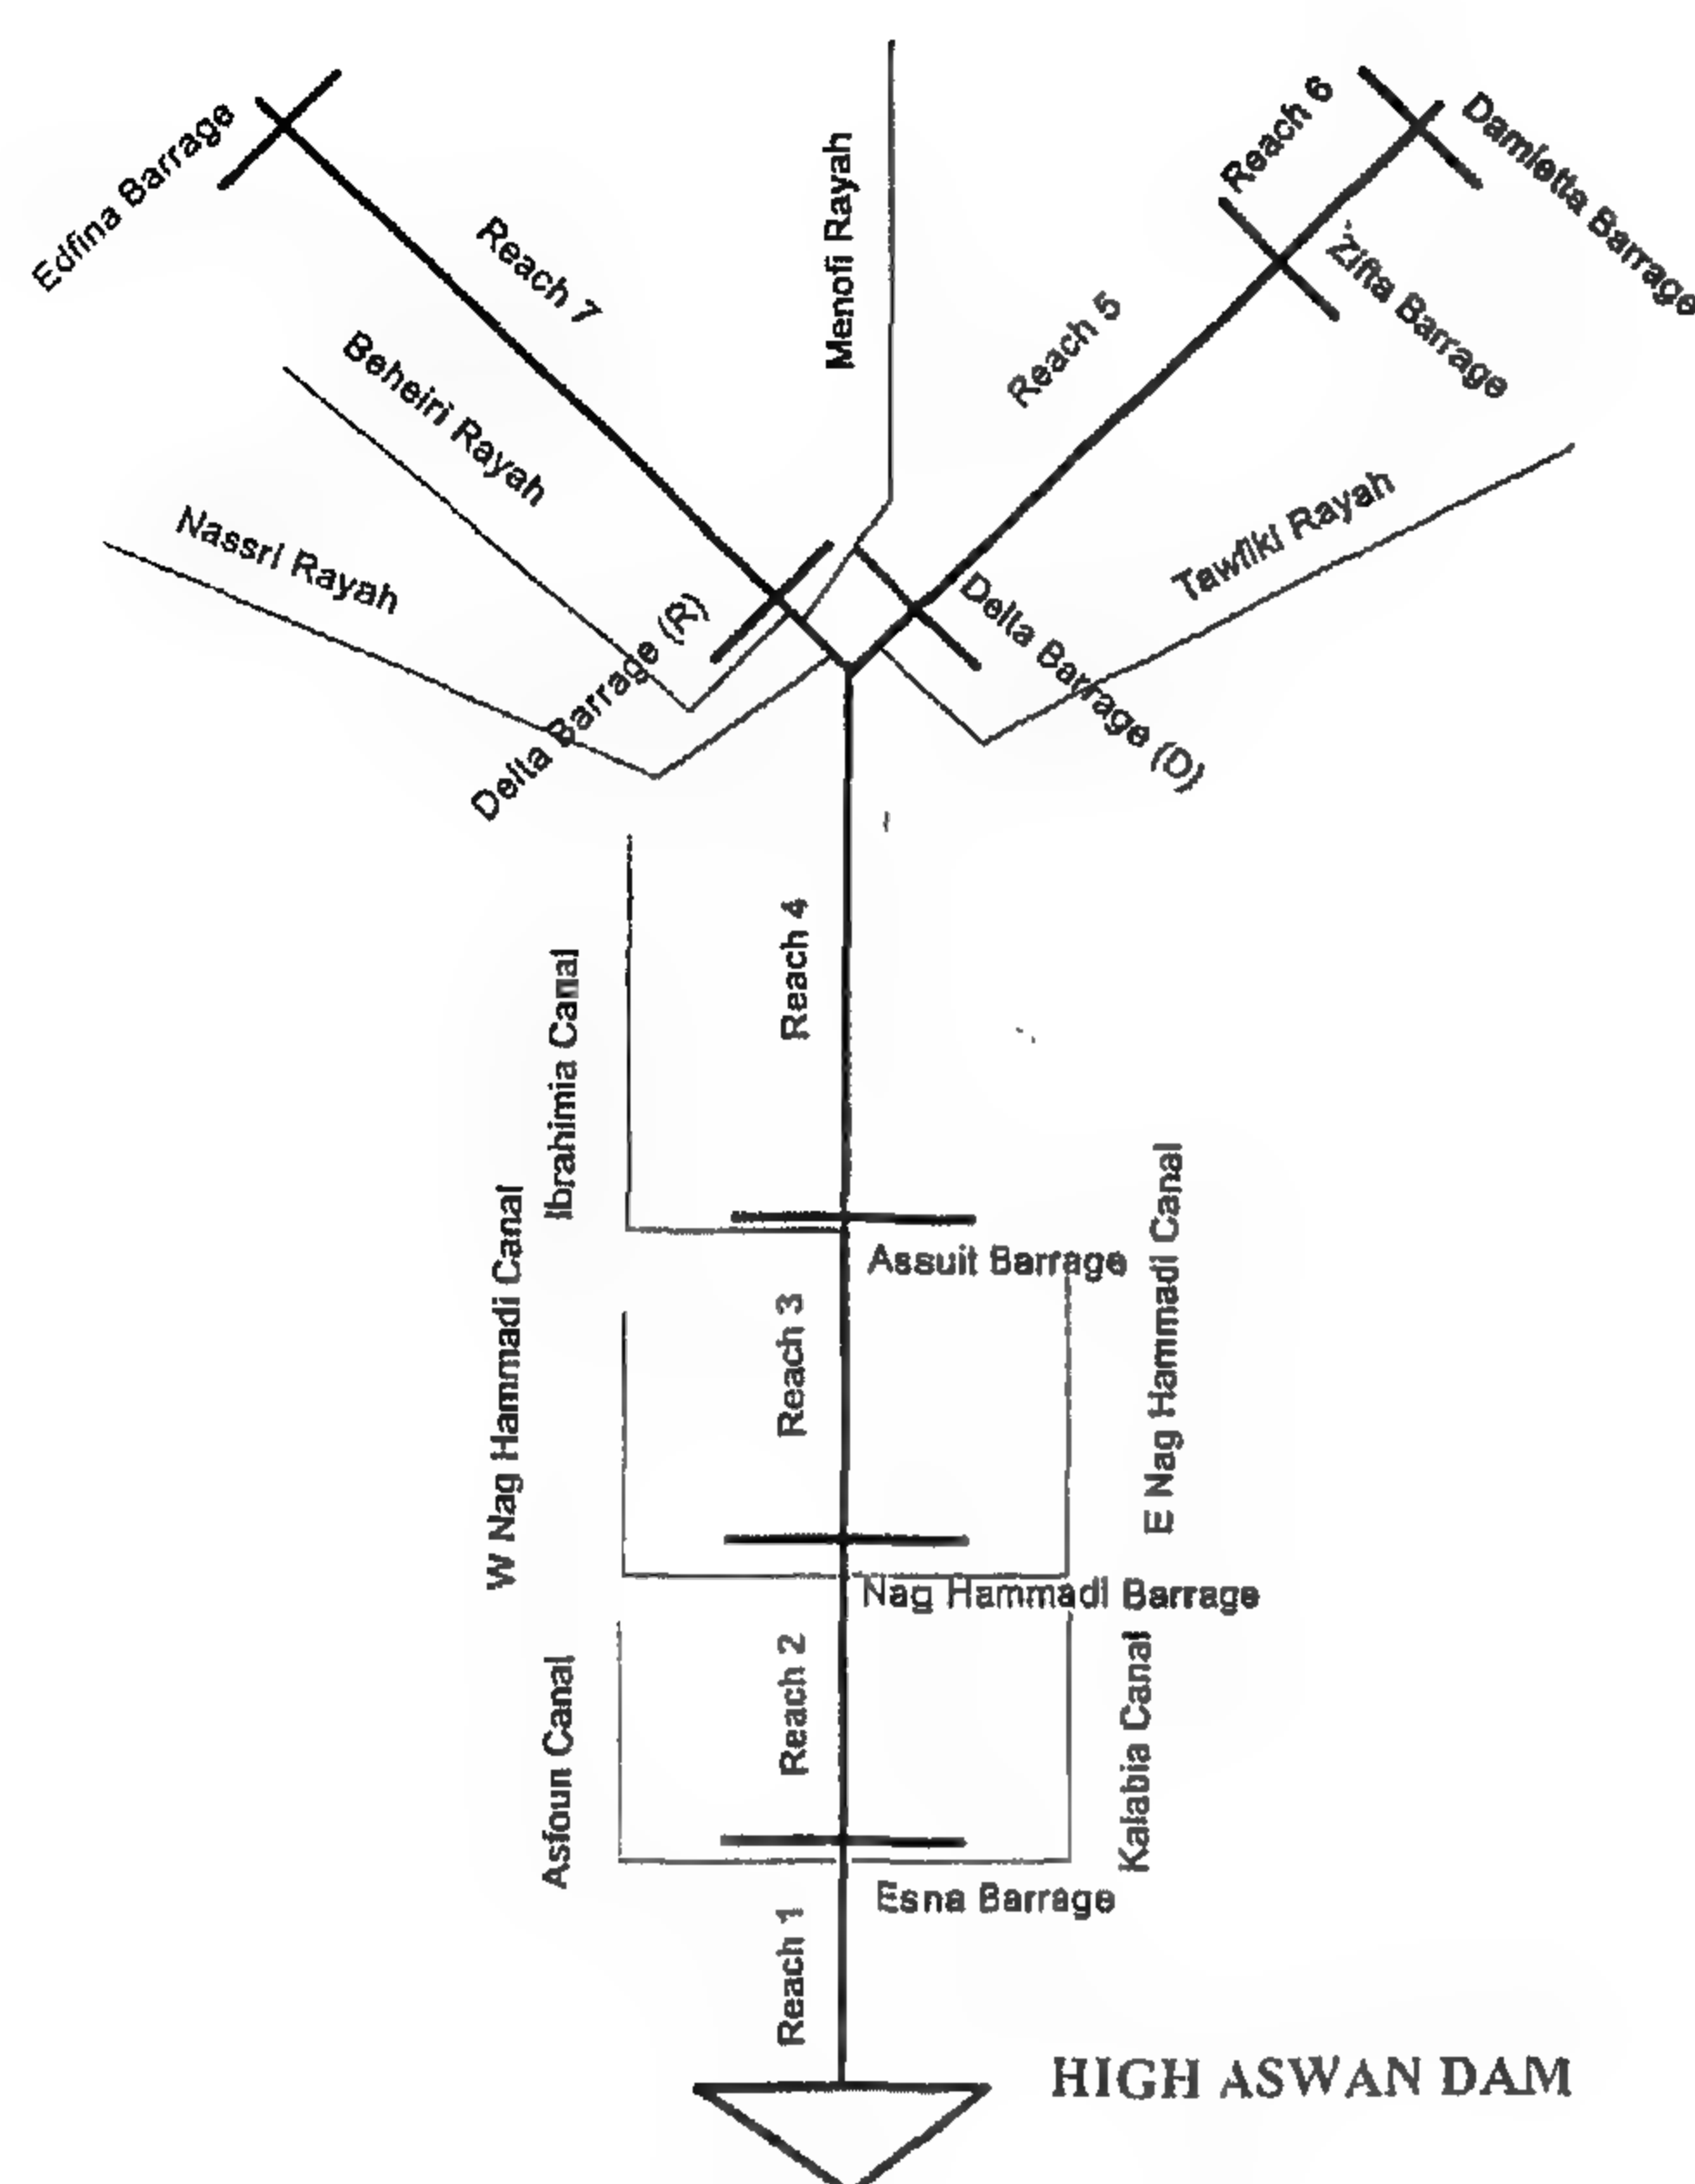 Edfina Barrage
Reach 7
Beheiri Rayah
Nassri Rayah
Menofi Rayah
Reach 6
Damietta Barrage
Zifta Barrage
Reach 5
Tawfiki Rayah
Delta Barrage (R)
Delta Barrage (D)
Reach 4
Ibrahimia Canal
Assuit Barrage
W Nag Hammadi Canal
Reach 3
E Nag Hammadi Canal
Nag Hammadi Barrage
Asfoun Canal
Reach 2
Kalabia Canal
Esna Barrage
Reach 1
HIGH ASWAN DAM